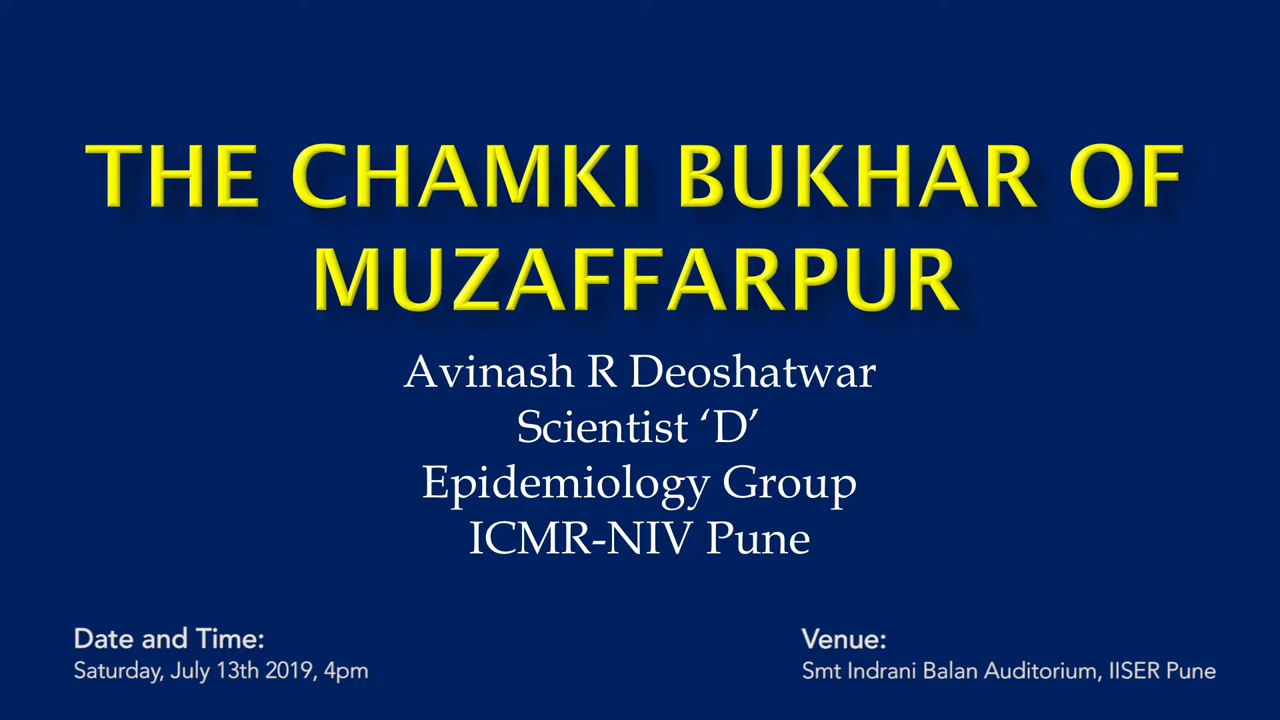 THE CHAMKI BUKHAR OF
MUZAFFARPUR
Avinash R Deoshatwar
Scientist ‘D’
Epidemiology Group
ICMR-NIV Pune
Date and Time:
Saturday, July 13th 2019, 4pm
Venue:
Smt Indrani Balan Auditorium, IISER Pune